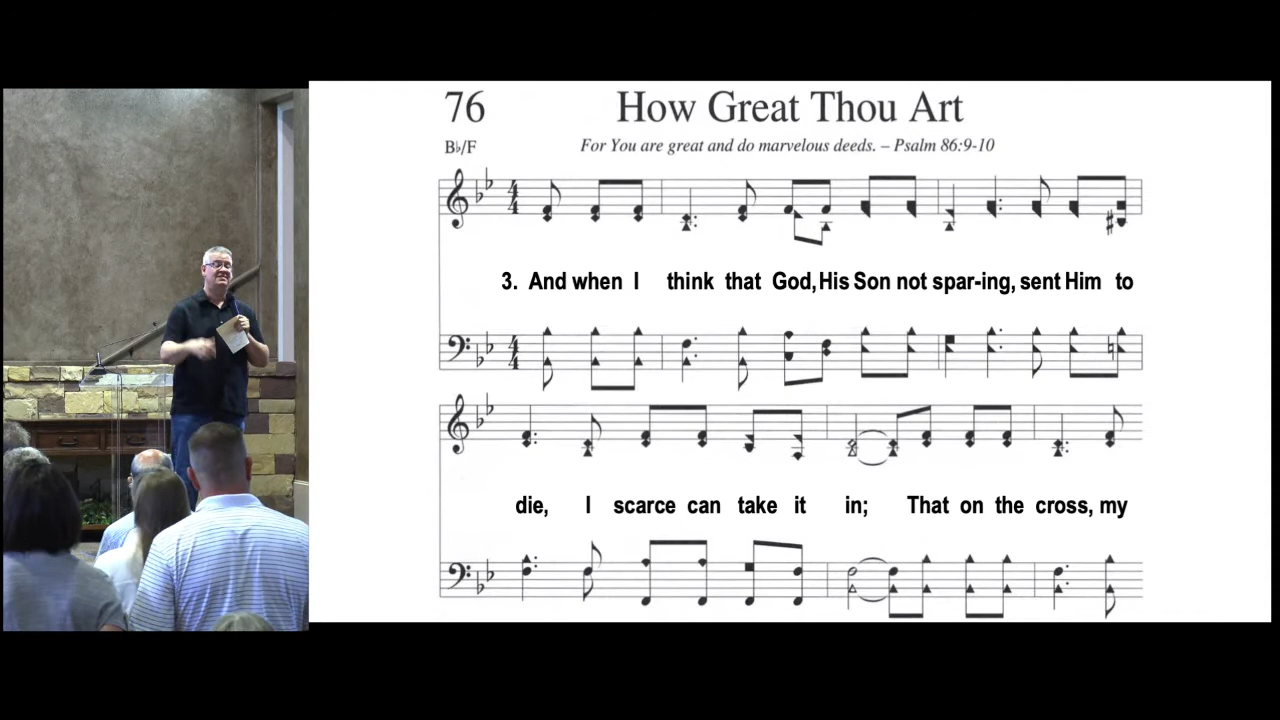 76
How Great Thou Art
B♭/F
For You are great and do marvelous deeds. – Psalm 86:9-10
3. And when I think that God, His Son not spar-ing, sent Him to
die, I scarce can take it in; That on the cross, my